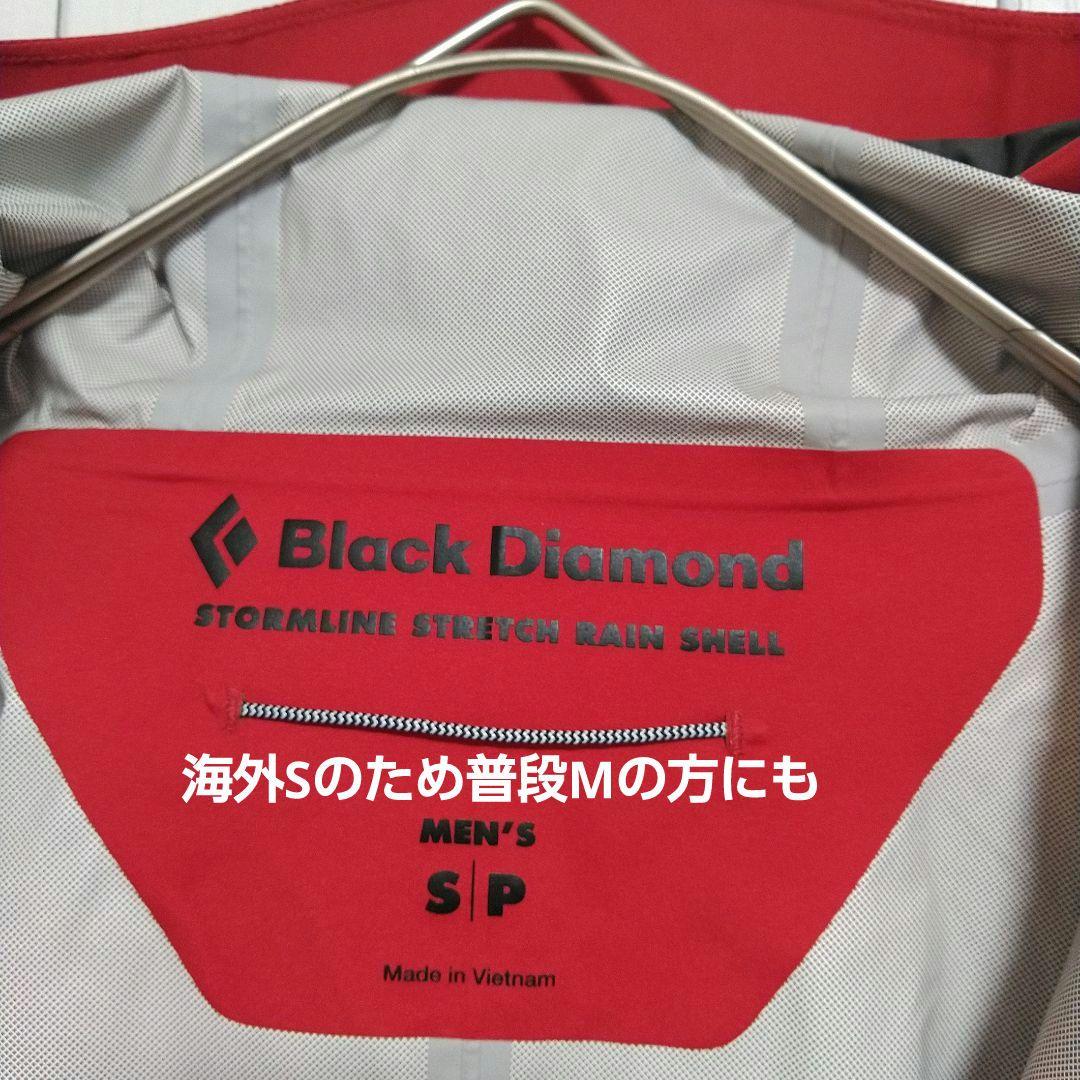 Black Diamond
STORMLINE STRETCH RAIN SHELL
海外Sのため普段Mの方にも
MEN'S
S|P
Made in Vietnam